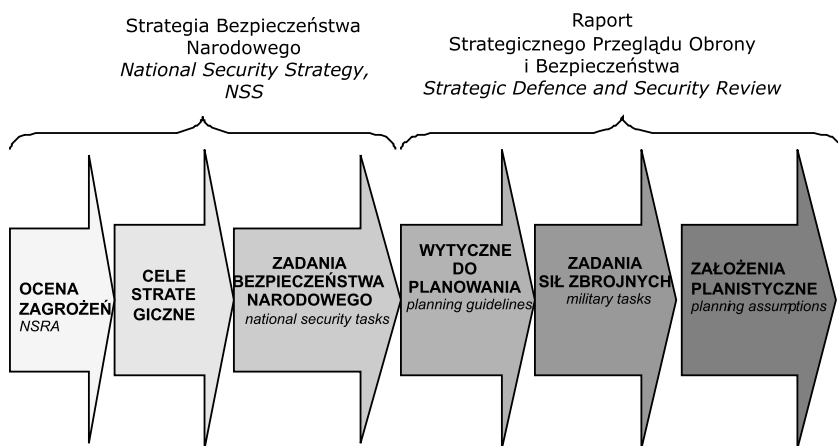 Strategia Bezpieczeństwa
Narodowego
National Security Strategy,
NSS
Raport
Strategicznego Przeglądu Obrony
i Bezpieczeństwa
Strategic Defence and Security Review
OCENA
ZAGROŻEŃ
NSRA
CELE
STRATE
GICZNE
ZADANIA
BEZPIECZEŃSTWA
NARODOWEGO
national security tasks
WYTYCZNE
DO
PLANOWANIA
planning guidelines
ZADANIA
SIŁ ZBROJNYCH
military tasks
ZAŁOŻENIA
PLANISTYCZNE
planning assumptions